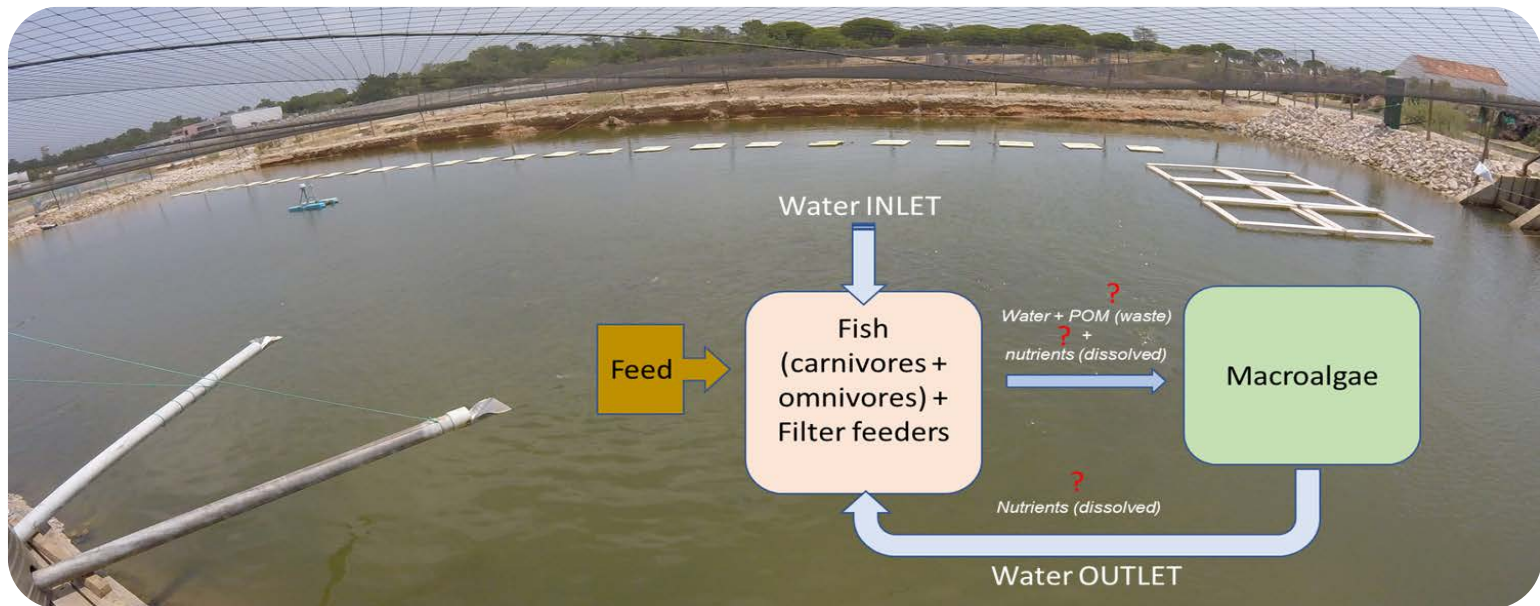 Water INLET
Feed
Fish
(carnivores +
omnivores) +
Filter feeders
?
Water + POM (waste)
? +
nutrients (dissolved)
Macroalgae
?
Nutrients (dissolved)
Water OUTLET